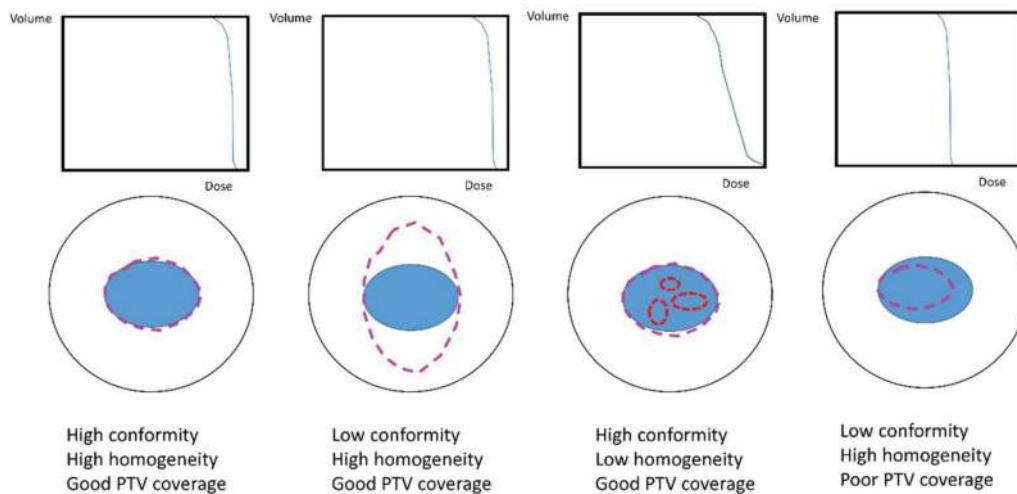 Volume
Dose
Volume
Dose
Volume
Dose
Volume
Dose
High conformity
High homogeneity
Good PTV coverage
Low conformity
High homogeneity
Good PTV coverage
High conformity
Low homogeneity
Good PTV coverage
Low conformity
High homogeneity
Poor PTV coverage